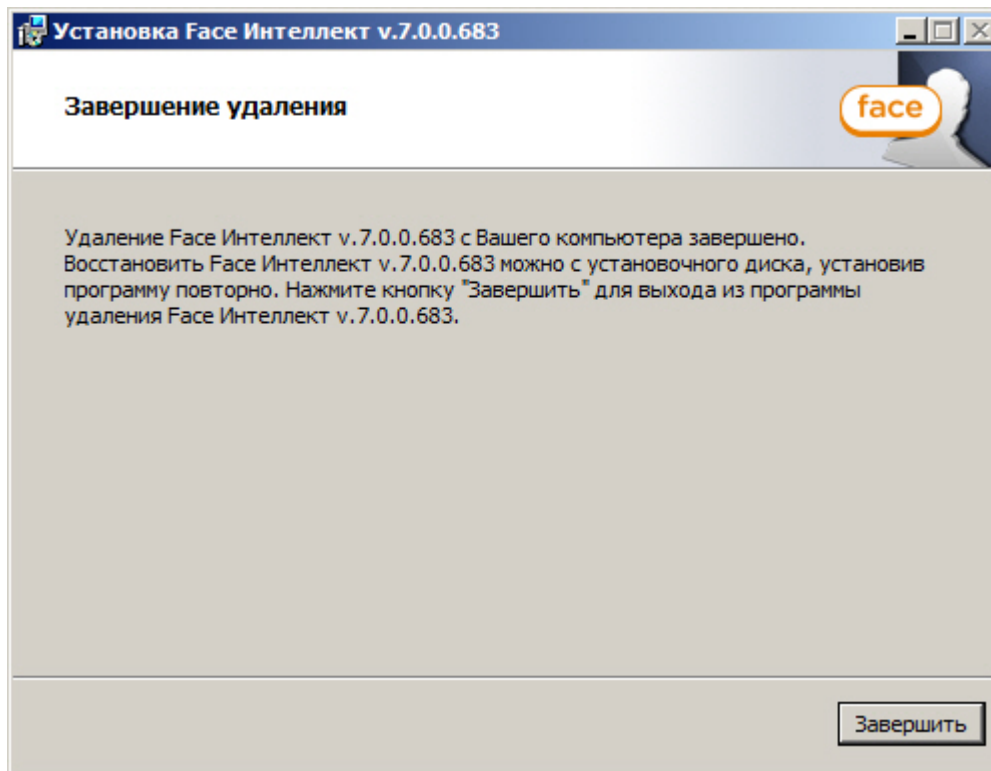 Установка Face Интеллект v.7.0.0.683
Завершение удаления
face
Удаление Face Интеллект v.7.0.0.683 с Вашего компьютера завершено.
Восстановить Face Интеллект v.7.0.0.683 можно с установочного диска, установив
программу повторно. Нажмите кнопку "Завершить" для выхода из программы
удаления Face Интеллект v.7.0.0.683.
Завершить